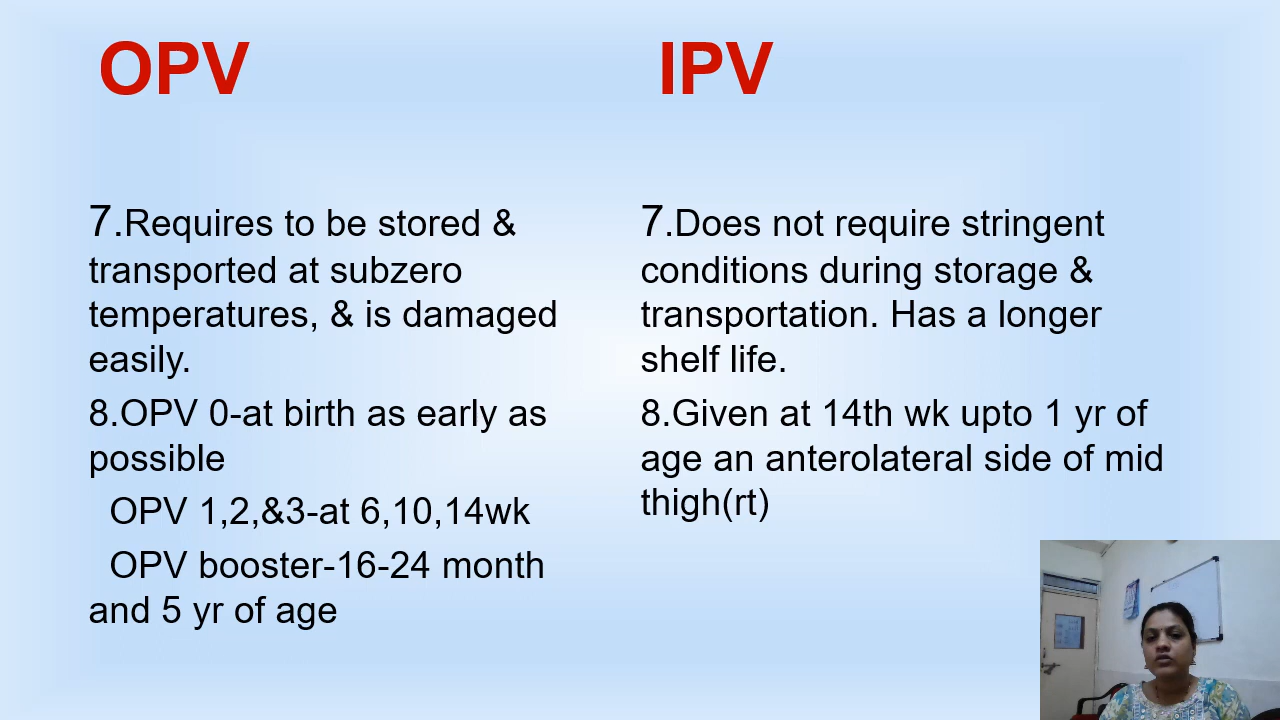 OPV
7.Requires to be stored &
transported at subzero
temperatures, & is damaged
easily.
8.OPV 0-at birth as early as
possible
OPV 1,2,&3-at 6,10,14wk
OPV booster-16-24 month
and 5 yr of age
IPV
7.Does not require stringent
conditions during storage &
transportation. Has a longer
shelf life.
8.Given at 14th wk upto 1 yr of
age an anterolateral side of mid
thigh(rt)